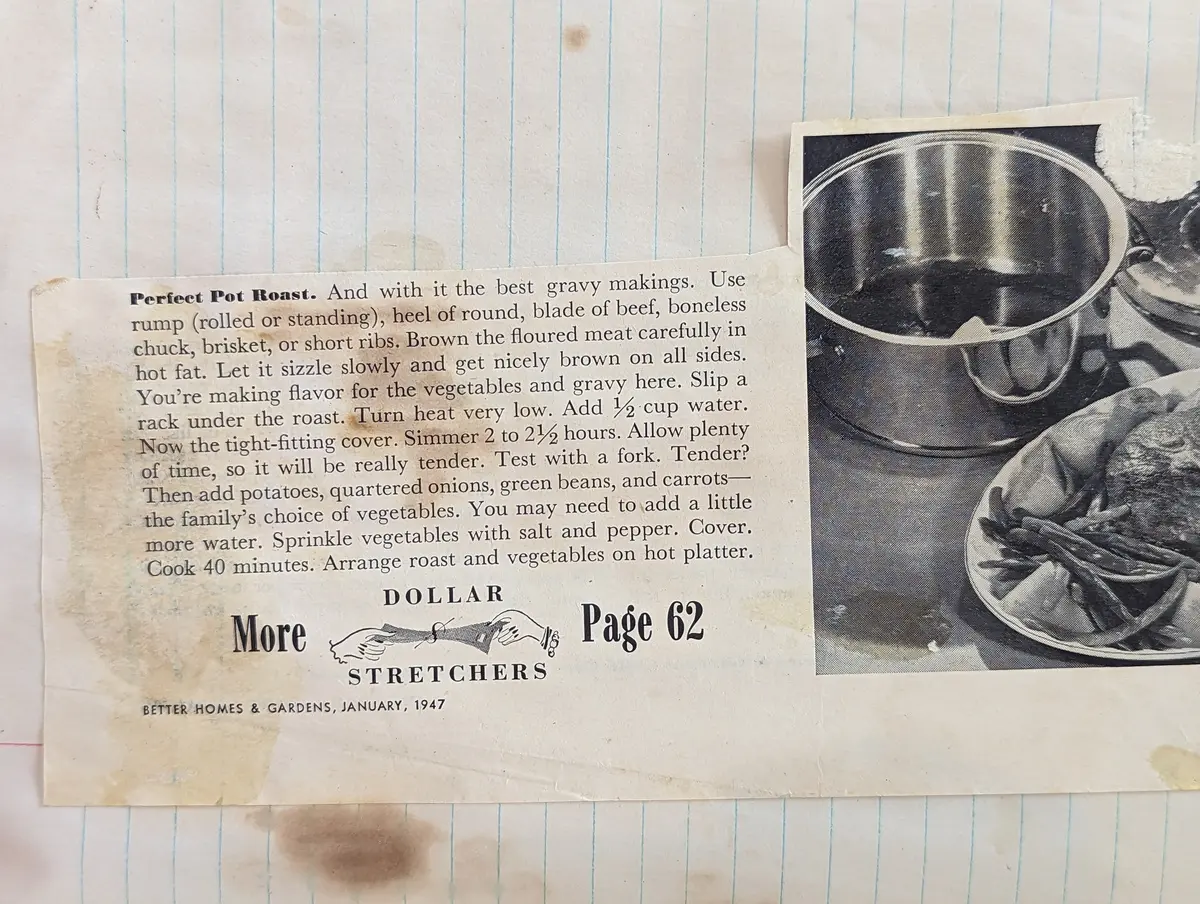 Perfect Pot Roast. And with it the best gravy makings. Use
rump (rolled or standing), heel of round, blade of beef, boneless
chuck, brisket, or short ribs. Brown the floured meat carefully in
hot fat. Let it sizzle slowly and get nicely brown on all sides.
You're making flavor for the vegetables and gravy here. Slip a
rack under the roast. Turn heat very low. Add ½ cup water.
Now the tight-fitting cover. Simmer 2 to 2½ hours. Allow plenty
of time, so it will be really tender. Test with a fork. Tender?
Then add potatoes, quartered onions, green beans, and carrots—
the family's choice of vegetables. You may need to add a little
more water. Sprinkle vegetables with salt and pepper. Cover.
Cook 40 minutes. Arrange roast and vegetables on hot platter.
DOLLAR
More $ Page 62
STRETCHERS
BETTER HOMES & GARDENS, JANUARY, 1947